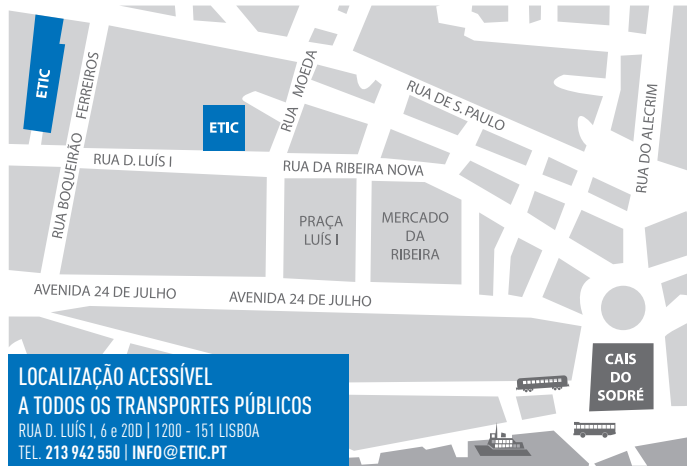 ETIC
RUA BOQUEIRÃO FERREIROS
ETIC
RUA MOEDA
RUA DE S. PAULO
RUA DO ALECRIM
RUA D. LUÍS I
RUA DA RIBEIRA NOVA
PRAÇA
LUÍS I
MERCADO
DA
RIBEIRA
AVENIDA 24 DE JULHO
AVENIDA 24 DE JULHO
CAIS
DO
SODRÉ
LOCALIZAÇÃO ACESSÍVEL
A TODOS OS TRANSPORTES PÚBLICOS
RUA D. LUÍS I, 6 e 20D | 1200 - 151 LISBOA
TEL. 213 942 550 | INFO@ETIC.PT